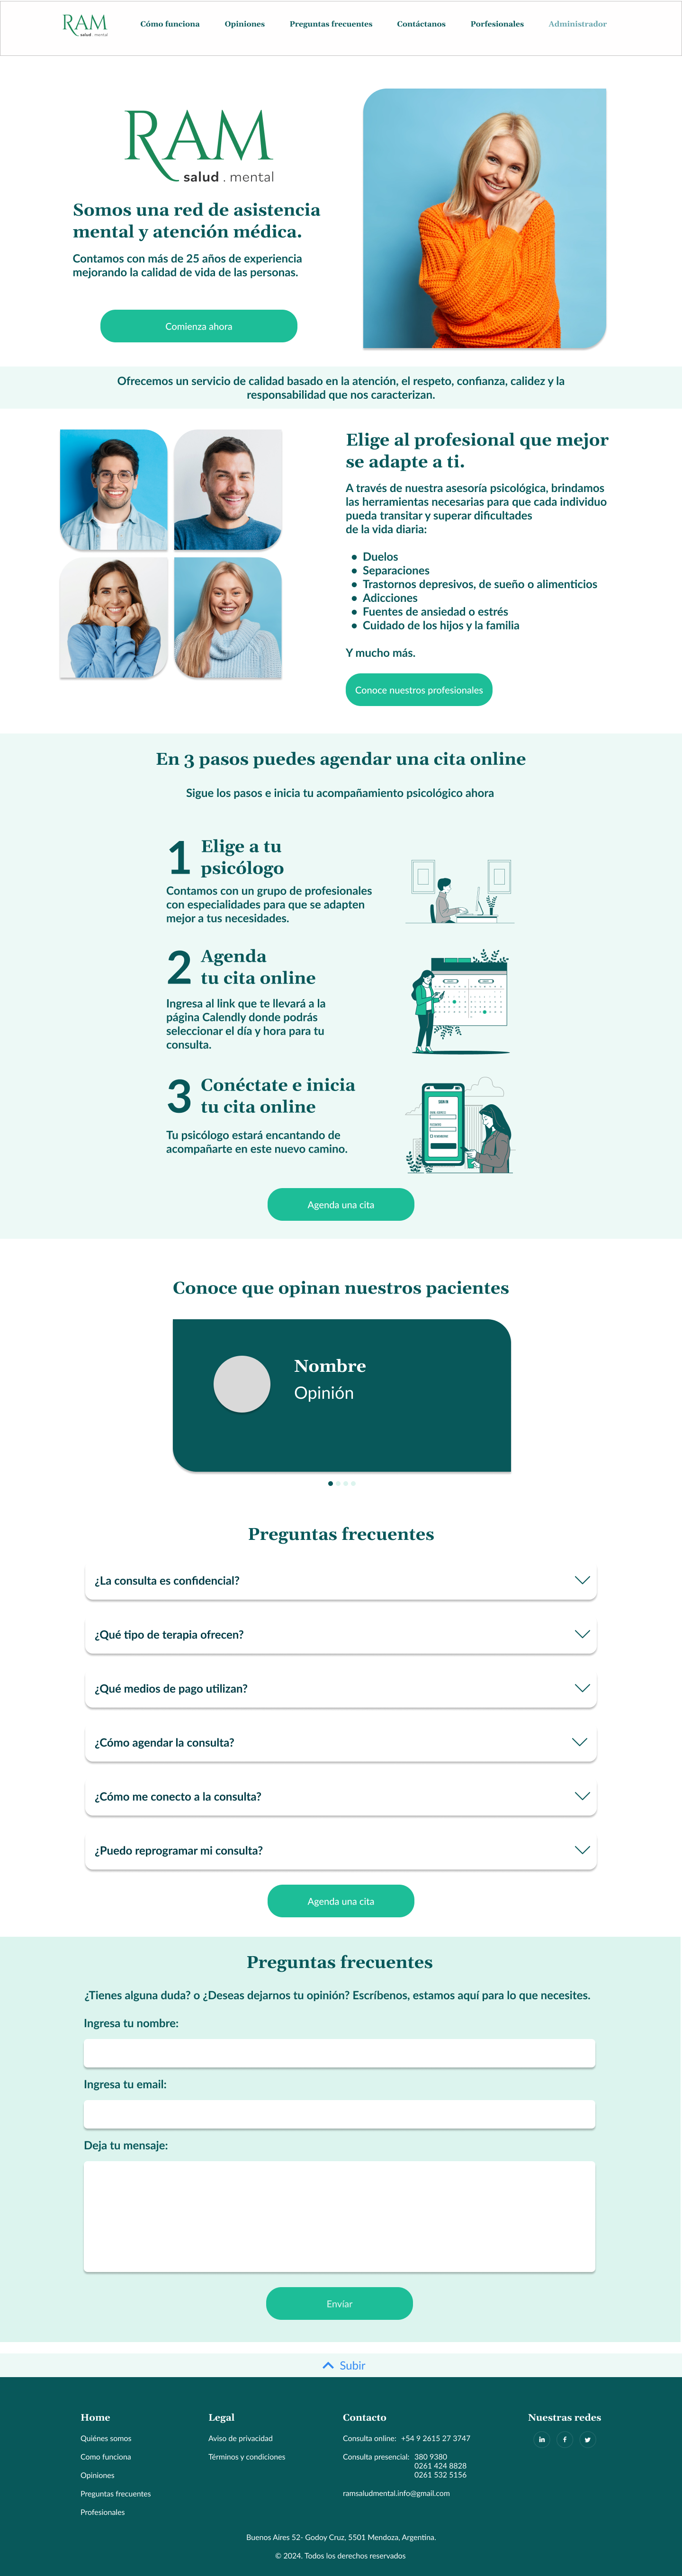 RAM
salud . mental
Cómo funciona
Opiniones
Preguntas frecuentes
Contáctanos
Porfesionales
Administrador
RAM
salud . mental
Somos una red de asistencia
mental y atención médica.
Contamos con más de 25 años de experiencia
mejorando la calidad de vida de las personas.
Comienza ahora
Ofrecemos un servicio de calidad basado en la atención, el respeto, confianza, calidez y la
responsabilidad que nos caracterizan.
Elige al profesional que mejor
se adapte a ti.
A través de nuestra asesoría psicológica, brindamos
las herramientas necesarias para que cada individuo
pueda transitar y superar dificultades
de la vida diaria:
• Duelos
• Separaciones
• Trastornos depresivos, de sueño o alimenticios
• Adicciones
• Fuentes de ansiedad o estrés
• Cuidado de los hijos y la familia
Y mucho más.
Conoce nuestros profesionales
En 3 pasos puedes agendar una cita online
Sigue los pasos e inicia tu acompañamiento psicológico ahora
1 Elige a tu
psicólogo
Contamos con un grupo de profesionales
con especialidades para que se adapten
mejor a tus necesidades.
2 Agenda
tu cita online
Ingresa al link que te llevará a la
página Calendly donde podrás
seleccionar el día y hora para tu
consulta.
3 Conéctate e inicia
tu cita online
Tu psicólogo estará encantando de
acompañarte en este nuevo camino.
SIGN IN
Agenda una cita
Conoce que opinan nuestros pacientes
Nombre
Opinión
Preguntas frecuentes
¿La consulta es confidencial?
¿Qué tipo de terapia ofrecen?
¿Qué medios de pago utilizan?
¿Cómo agendar la consulta?
¿Cómo me conecto a la consulta?
¿Puedo reprogramar mi consulta?
Agenda una cita
Preguntas frecuentes
¿Tienes alguna duda? o ¿Deseas dejarnos tu opinión? Escríbenos, estamos aquí para lo que necesites.
Ingresa tu nombre:
Ingresa tu email:
Deja tu mensaje:
Envíar
Subir
Home
Quiénes somos
Como funciona
Opiniones
Preguntas frecuentes
Profesionales
Legal
Aviso de privacidad
Términos y condiciones
Contacto
Consulta online: +54 9 2615 27 3747
Consulta presencial: 380 9380
0261 424 8828
0261 532 5156
ramsaludmental.info@gmail.com
Nuestras redes
Buenos Aires 52- Godoy Cruz, 5501 Mendoza, Argentina.
© 2024. Todos los derechos reservados